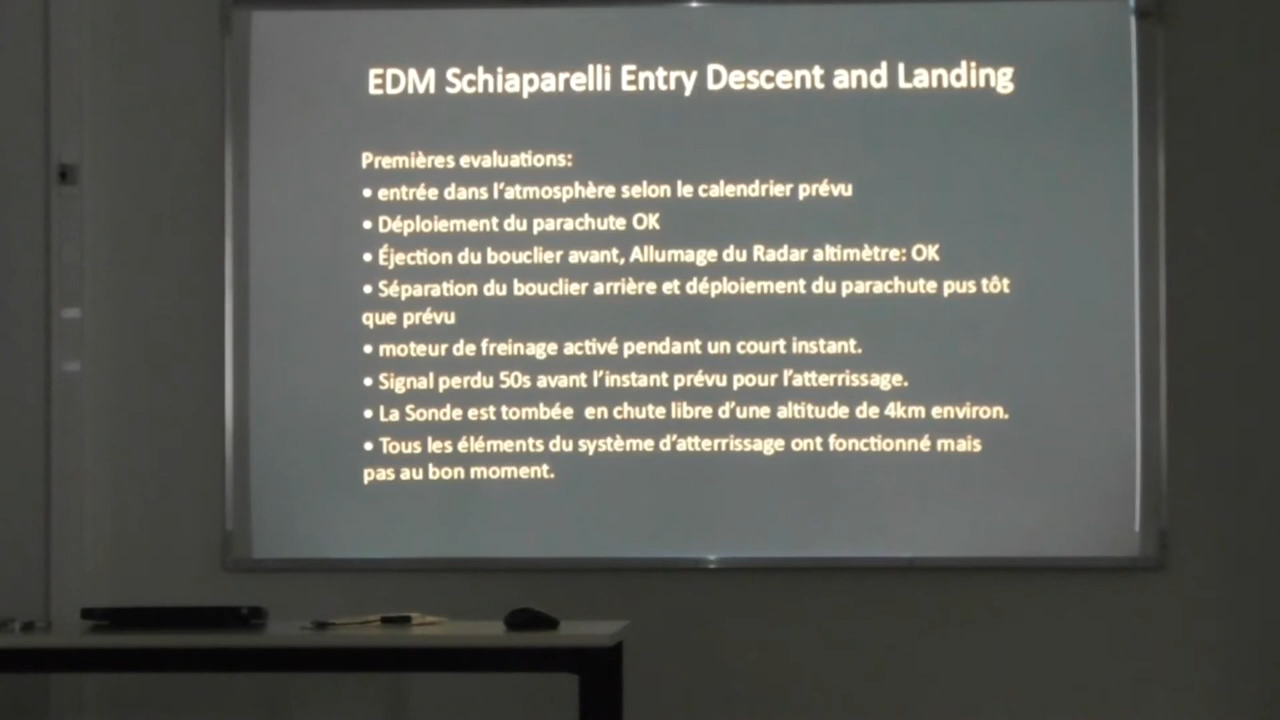 EDM Schiaparelli Entry Descent and Landing
Premières evaluations:
• entrée dans l’atmosphère selon le calendrier prévu
• Déploiement du parachute OK
• Éjection du bouclier avant, Allumage du Radar altimètre: OK
• Séparation du bouclier arrière et déploiement du parachute pus tôt
que prévu
• moteur de freinage activé pendant un court instant.
• Signal perdu 50s avant l’instant prévu pour l’atterrissage.
• La Sonde est tombée en chute libre d’une altitude de 4km environ.
• Tous les éléments du système d’atterrissage ont fonctionné mais
pas au bon moment.